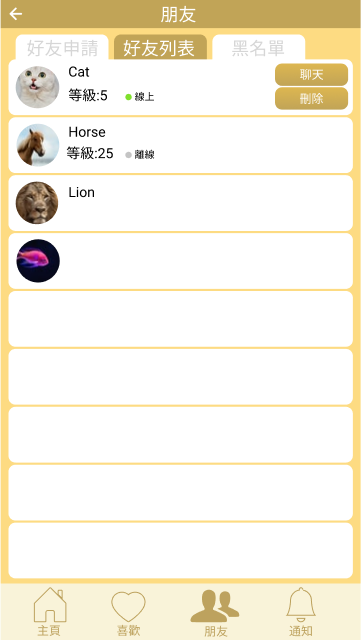 朋友
好友申請 好友列表 黑名單
Cat
聊天
等級:5 線上
刪除
Horse
等級:25 離線
Lion
主頁 喜歡 朋友 通知